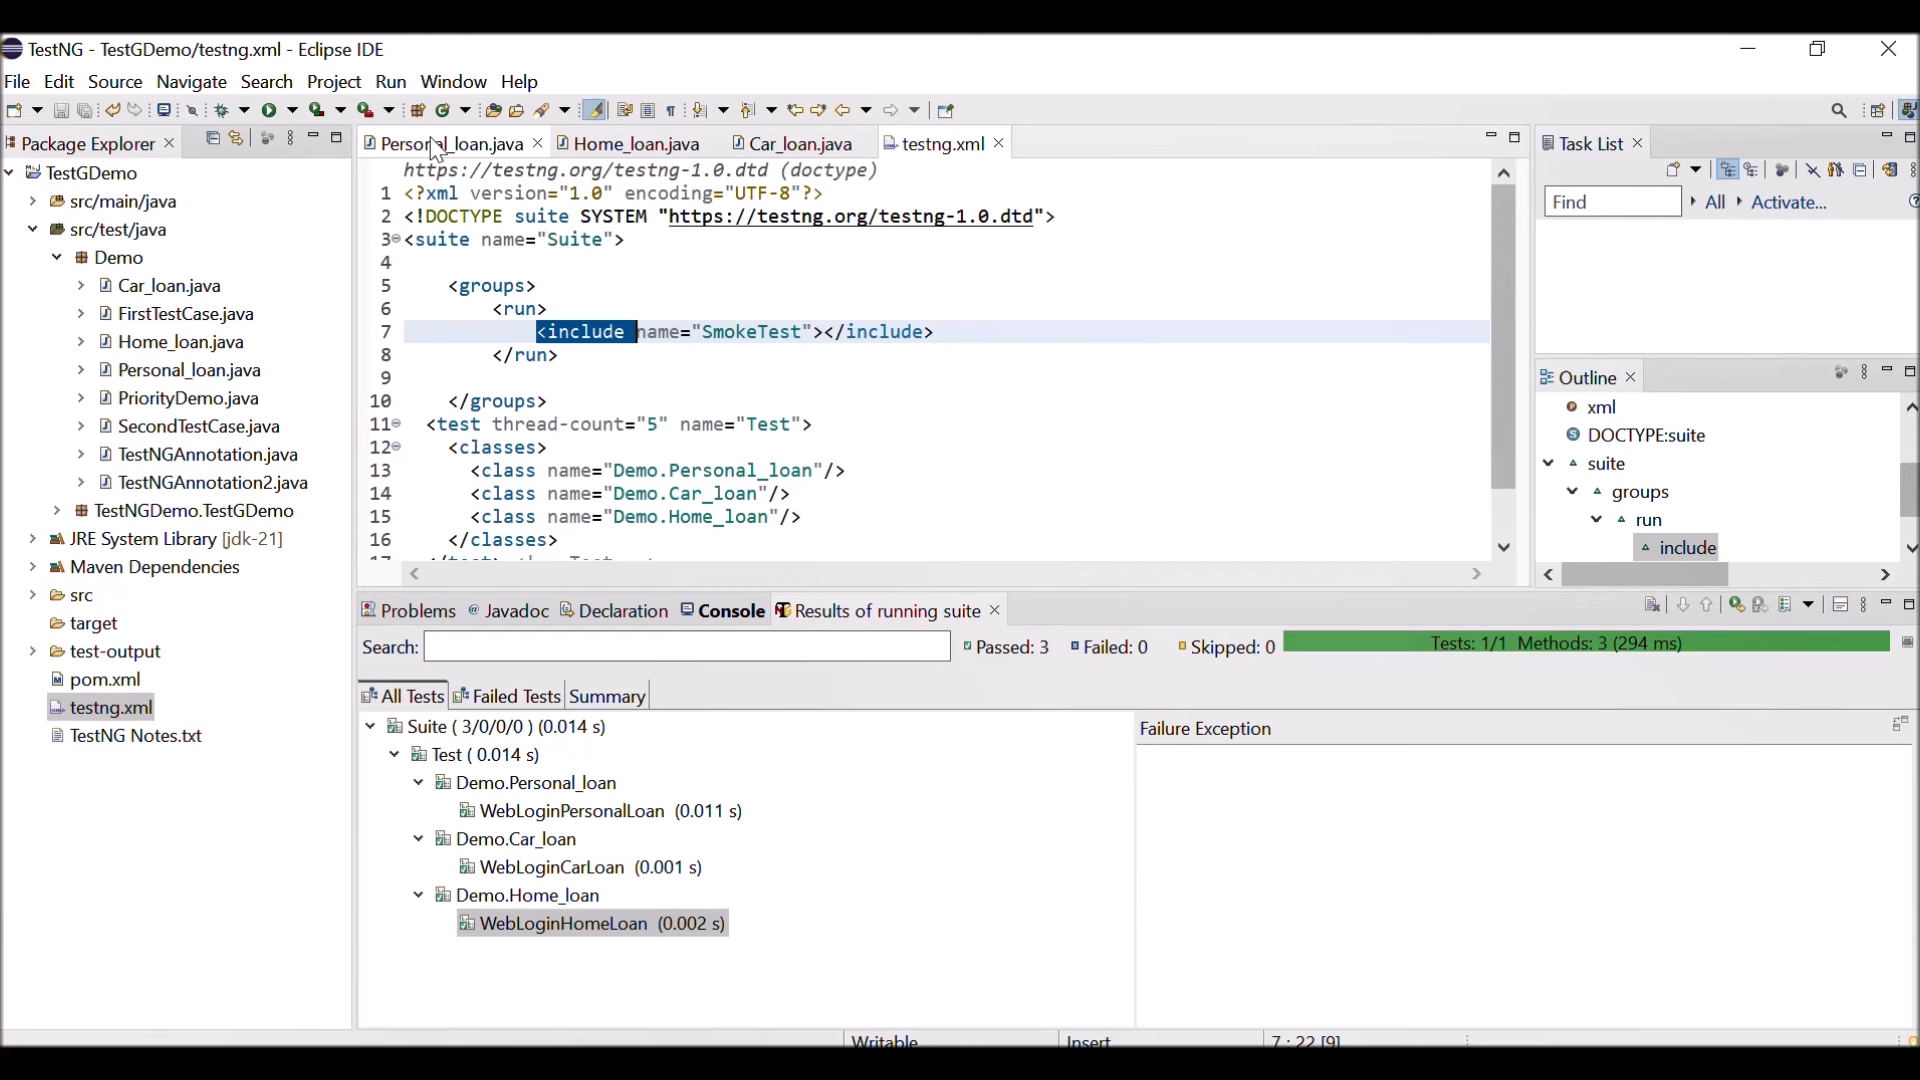 TestNG - TestGDemo/testng.xml - Eclipse IDE
File Edit Source Navigate Search Project Run Window Help
Package Explorer
TestGDemo
src/main/java
src/test/java
Demo
Car_loan.java
FirstTestCase.java
Home_loan.java
Personal_loan.java
PriorityDemo.java
SecondTestCase.java
TestNGAnnotation.java
TestNGAnnotation2.java
TestNGDemo.TestGDemo
JRE System Library [jdk-21]
Maven Dependencies
src
target
test-output
pom.xml
testng.xml
TestNG Notes.txt
Personal_loan.java Home_loan.java Car_loan.java testng.xml
https://testng.org/testng-1.0.dtd (doctype)
1 <?xml version="1.0" encoding="UTF-8"?>
2 <!DOCTYPE suite SYSTEM "https://testng.org/testng-1.0.dtd">
3 <suite name="Suite">
4
5 <groups>
6 <run>
7 <include name="SmokeTest"></include>
8 </run>
9
10 </groups>
11 <test thread-count="5" name="Test">
12 <classes>
13 <class name="Demo.Personal_loan"/>
14 <class name="Demo.Car_loan"/>
15 <class name="Demo.Home_loan"/>
16 </classes>
Task List
Find All Activate...
Outline
xml
DOCTYPE:suite
suite
groups
run
include
Problems Javadoc Declaration Console Results of running suite
Search: Passed: 3 Failed: 0 Skipped: 0 Tests: 1/1 Methods: 3 (294 ms)
All Tests Failed Tests Summary
Suite ( 3/0/0/0 ) (0.014 s)
Test ( 0.014 s)
Demo.Personal_loan
WebLoginPersonalLoan (0.011 s)
Demo.Car_loan
WebLoginCarLoan (0.001 s)
Demo.Home_loan
WebLoginHomeLoan (0.002 s)
Failure Exception
Writable Insert 7 : 22 [9]